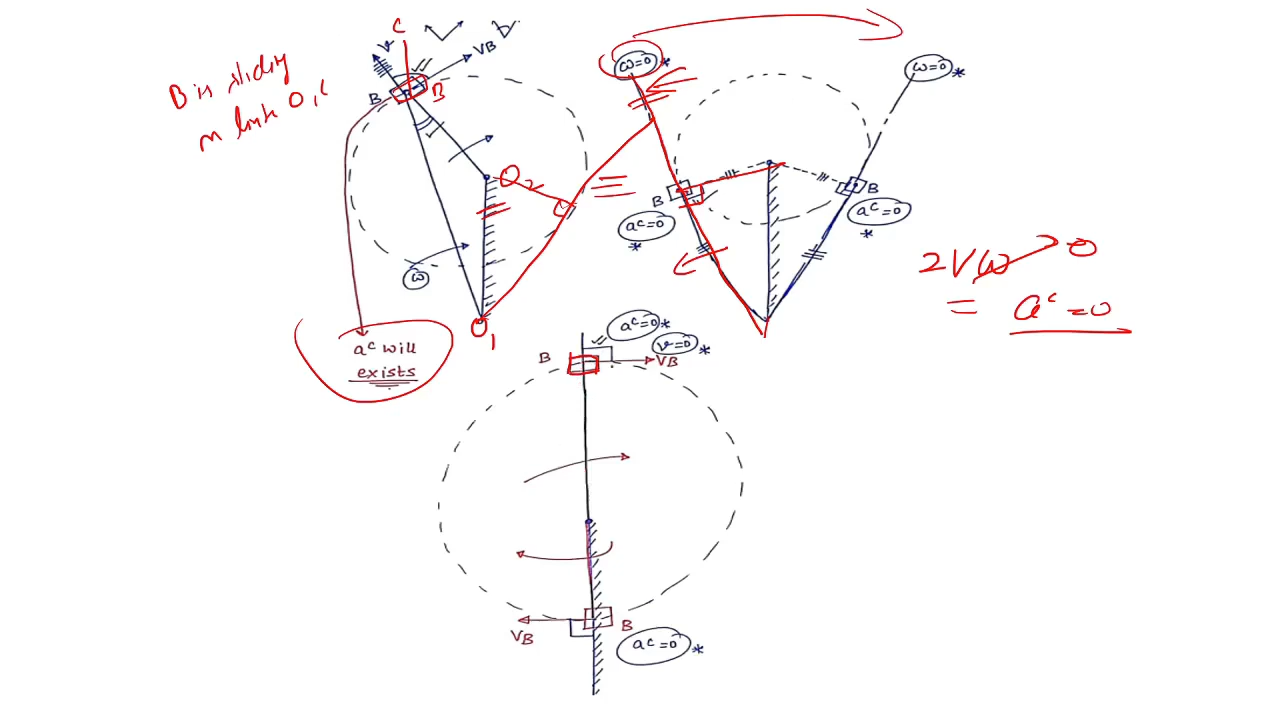 C
v
VB
B is sliding
on link O, C
B
B
O2
ω
O1
aᶜ will
exists
ω=0 *
B
aᶜ=0
*
ω=0 *
B
aᶜ=0
*
2Vω 0
= aᶜ=0
aᶜ=0 *
v=0 *
B
VB
VB
B
aᶜ=0 *